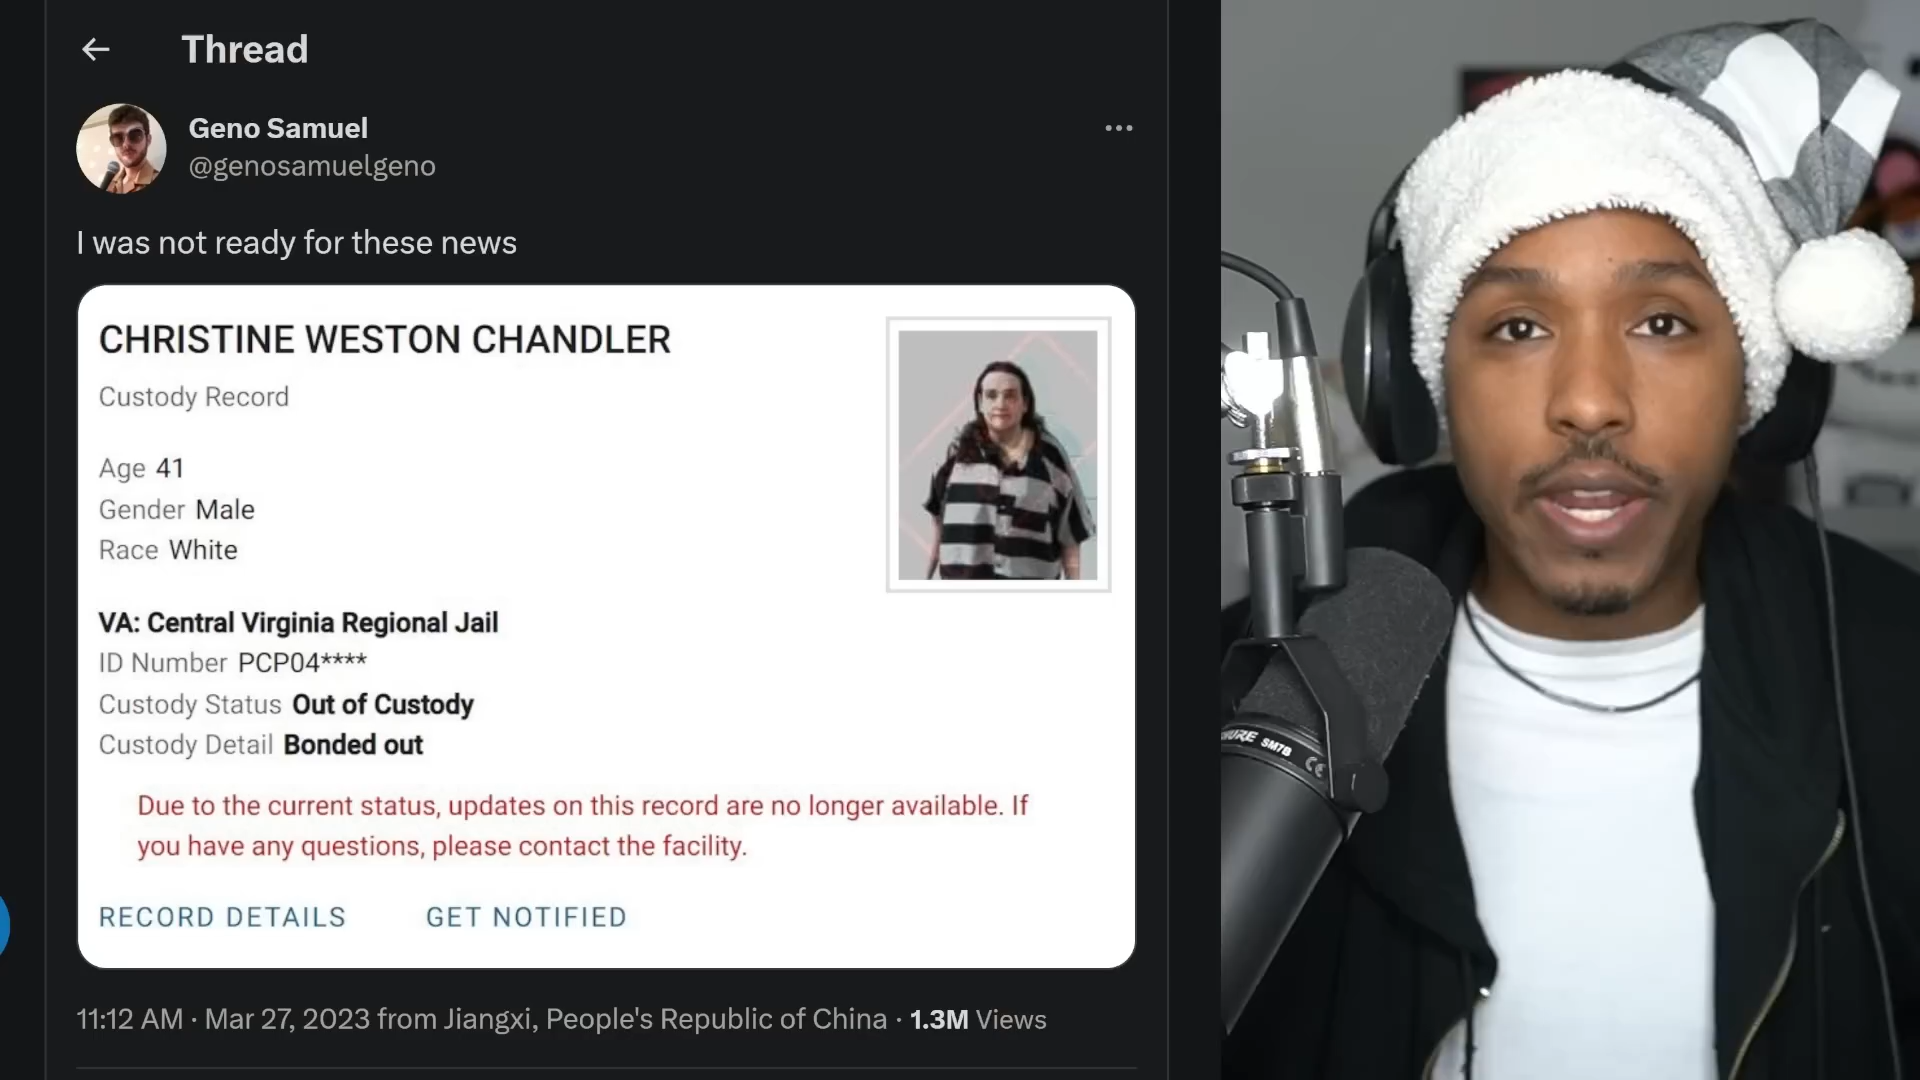 Thread
Geno Samuel
@genosamuelgeno
I was not ready for these news
CHRISTINE WESTON CHANDLER
Custody Record
Age 41
Gender Male
Race White
VA: Central Virginia Regional Jail
ID Number PCP04****
Custody Status Out of Custody
Custody Detail Bonded out
Due to the current status, updates on this record are no longer available. If
you have any questions, please contact the facility.
RECORD DETAILS GET NOTIFIED
11:12 AM · Mar 27, 2023 from Jiangxi, People's Republic of China · 1.3M Views
SM7B